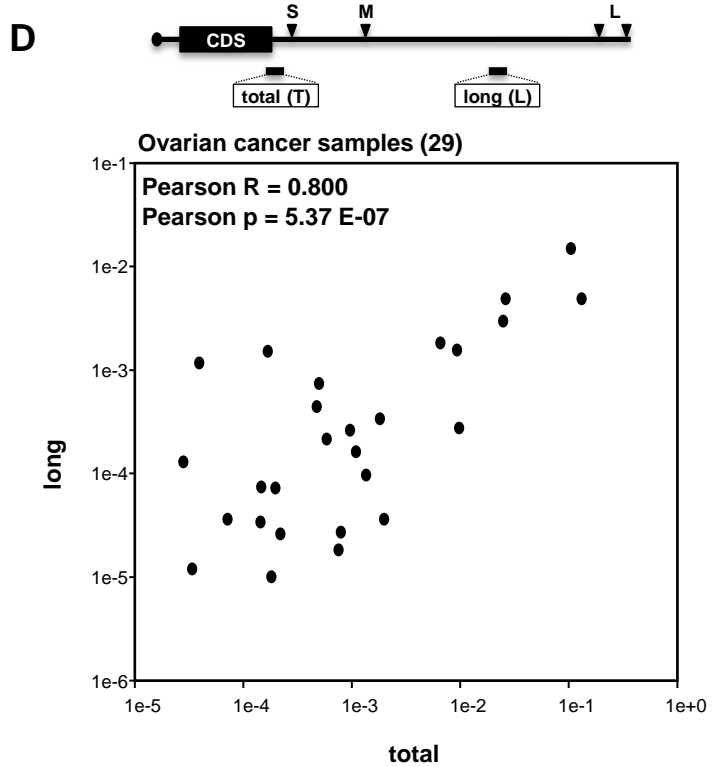 D
S M L
CDS
total (T) long (L)
Ovarian cancer samples (29)
Pearson R = 0.800
Pearson p = 5.37 E-07
1e-1
1e-2
1e-3
1e-4
1e-5
1e-6
long
1e-5 1e-4 1e-3 1e-2 1e-1 1e+0
total